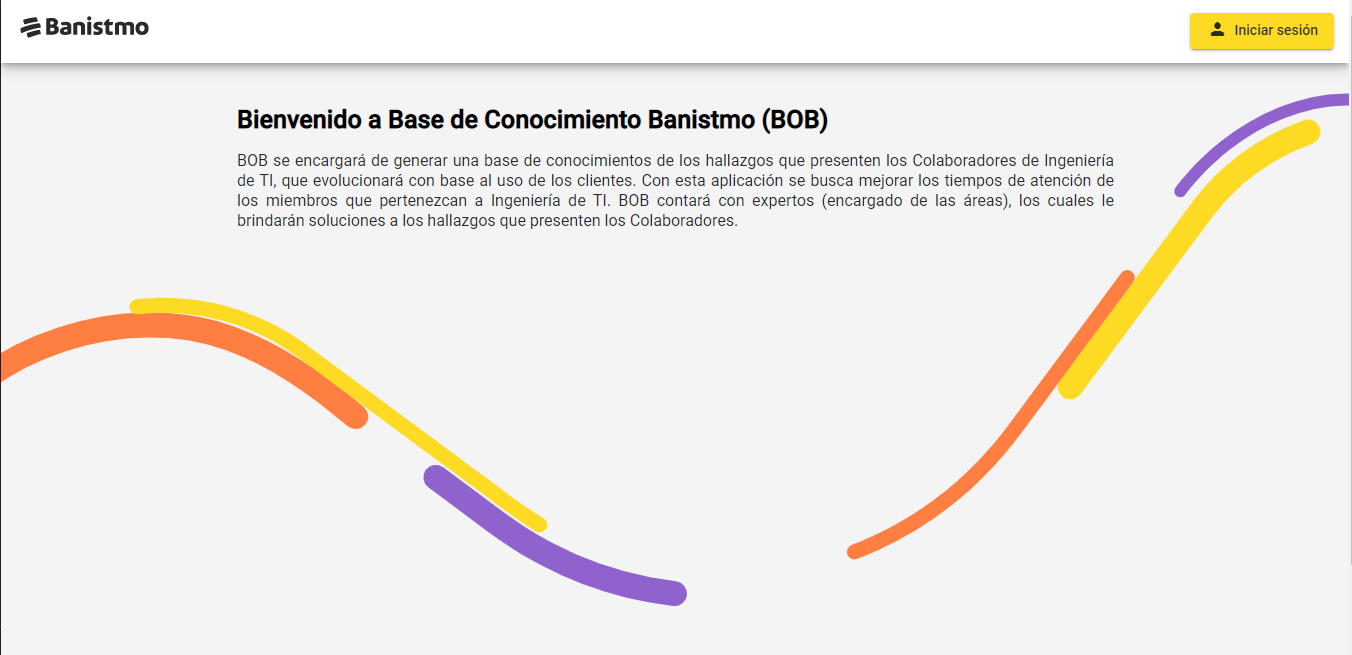 Banistmo
Iniciar sesión
Bienvenido a Base de Conocimiento Banistmo (BOB)
BOB se encargará de generar una base de conocimientos de los hallazgos que presenten los Colaboradores de Ingeniería
de TI, que evolucionará con base al uso de los clientes. Con esta aplicación se busca mejorar los tiempos de atención de
los miembros que pertenezcan a Ingeniería de TI. BOB contará con expertos (encargado de las áreas), los cuales le
brindarán soluciones a los hallazgos que presenten los Colaboradores.